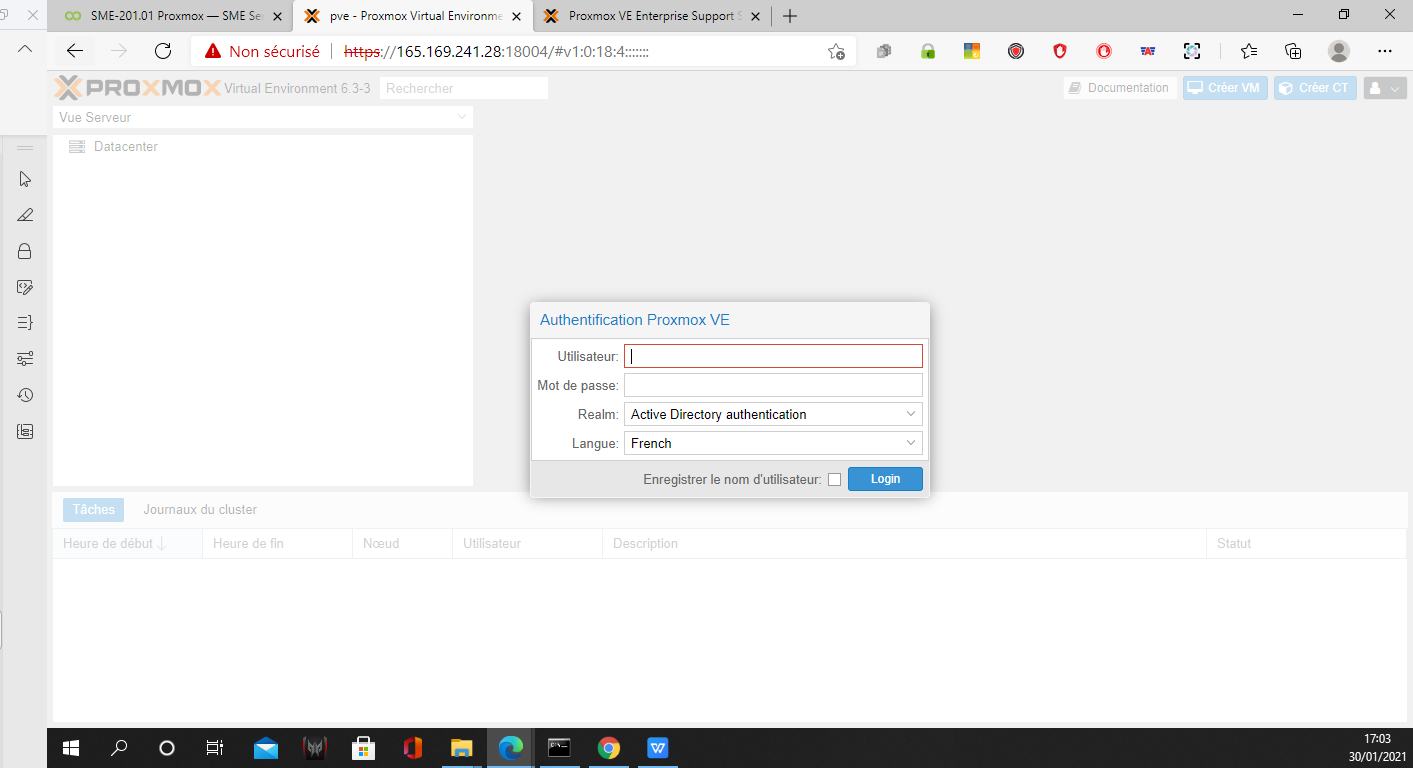 SME-201.01 Proxmox — SME Se
pve - Proxmox Virtual Environme
Proxmox VE Enterprise Support S
Non sécurisé
https://165.169.241.28:18004/#v1:0:18:4:::::::
PROXMOX Virtual Environment 6.3-3
Rechercher
Documentation
Créer VM
Créer CT
Vue Serveur
Datacenter
Authentification Proxmox VE
Utilisateur:
Mot de passe:
Realm: Active Directory authentication
Langue: French
Enregistrer le nom d'utilisateur:
Login
Tâches
Journaux du cluster
Heure de début
Heure de fin
Nœud
Utilisateur
Description
Statut
17:03
30/01/2021